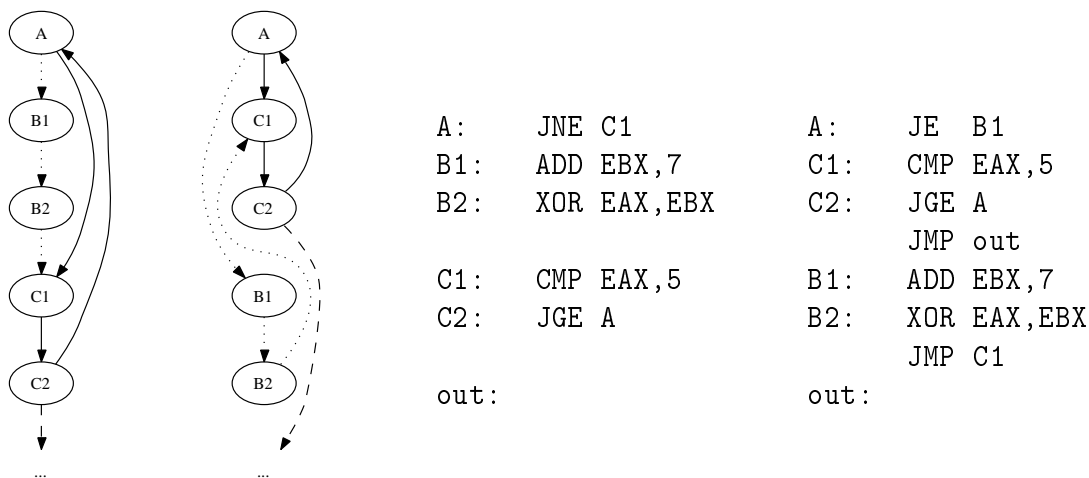 A
B1
B2
C1
C2
...
A
C1
C2
B1
B2
...
A: JNE C1
B1: ADD EBX,7
B2: XOR EAX,EBX
C1: CMP EAX,5
C2: JGE A
out:
A: JE B1
C1: CMP EAX,5
C2: JGE A
JMP out
B1: ADD EBX,7
B2: XOR EAX,EBX
JMP C1
out: